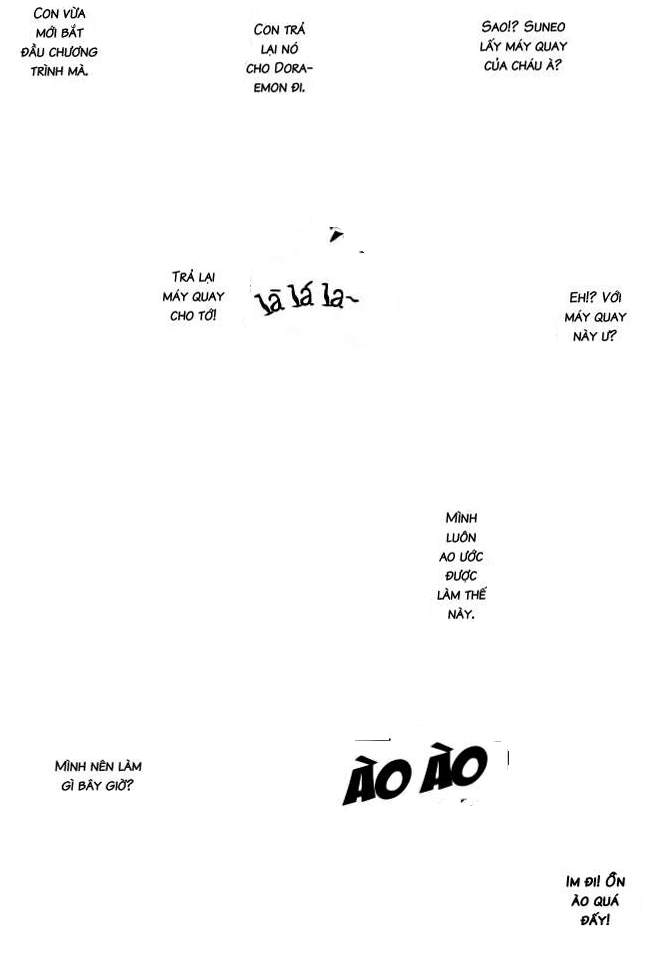 SAO!? SUNEO
LẤY MÁY QUAY
CỦA CHÁU À?
CON TRẢ
LẠI NÓ
CHO DORA-
EMON ĐI.
CON VỪA
MỚI BẮT
ĐẦU CHƯƠNG
TRÌNH MÀ.
EH!? VỚI
MÁY QUAY
NÀY Ư?
lā lá la~
TRẢ LẠI
MÁY QUAY
CHO TỚ!
MÌNH
LUÔN
AO ƯỚC
ĐƯỢC
LÀM THẾ
NÀY.
ÀO ÀO
MÌNH NÊN LÀM
GÌ BÂY GIỜ?
IM ĐI! ỒN
ÀO QUÁ
ĐẤY!